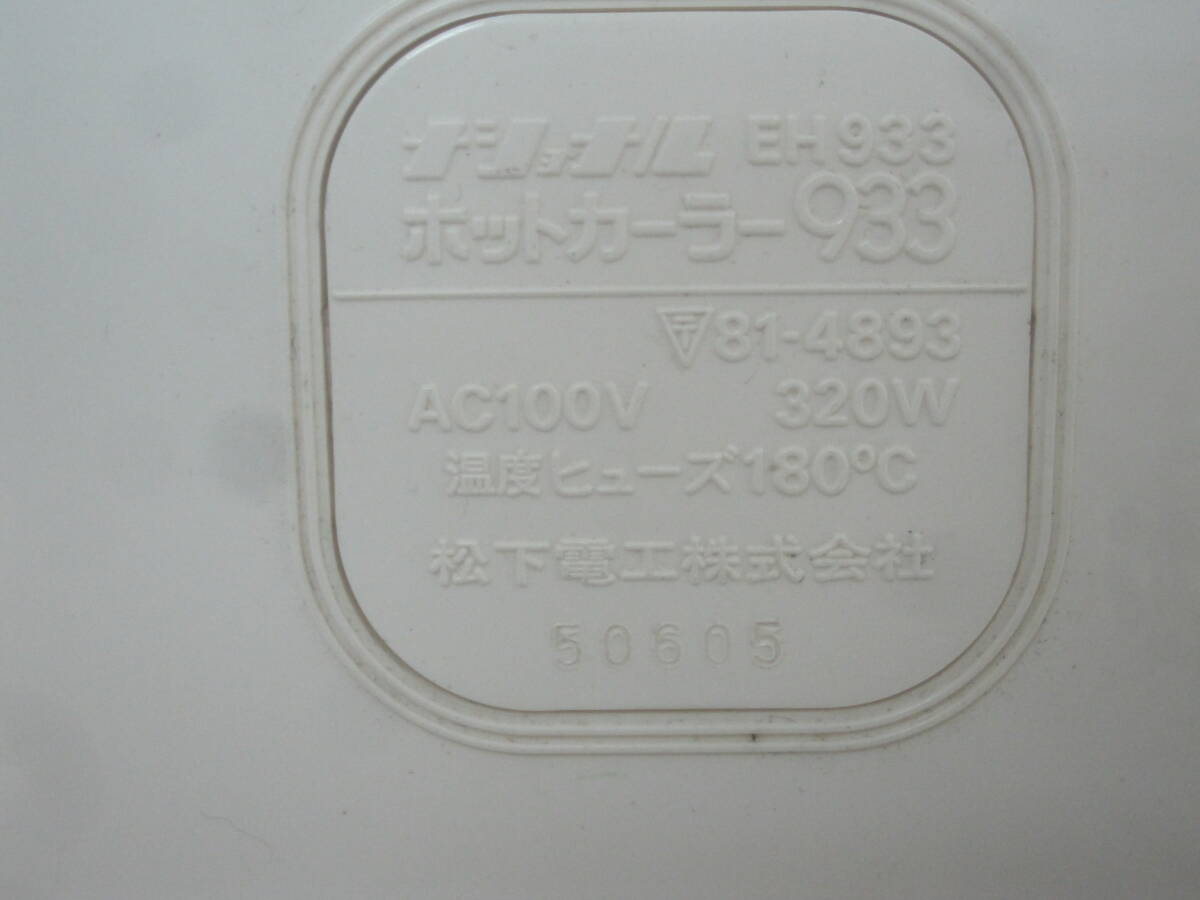 ナショナル EH933
ホットカーラー933
〒81-4893
AC100V 320W
温度ヒューズ180℃
松下電工株式会社
50605